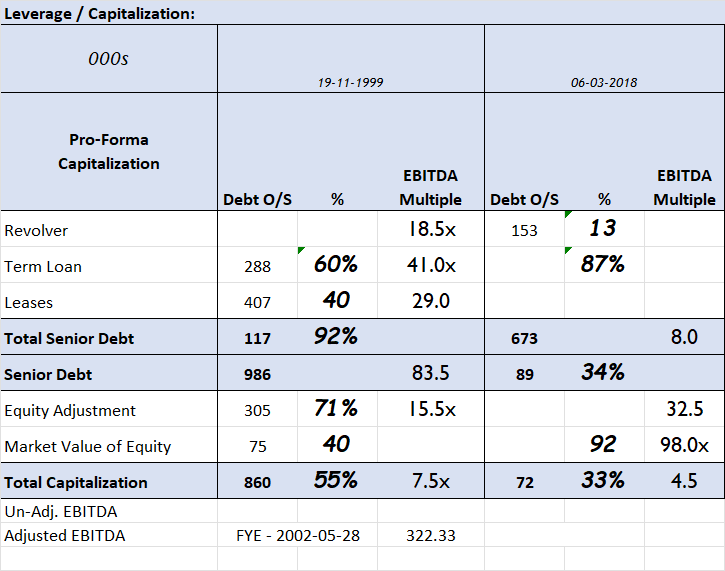 Leverage / Capitalization:
000s 19-11-1999 06-03-2018
Pro-Forma
Capitalization
EBITDA EBITDA
Debt O/S % Multiple Debt O/S % Multiple
Revolver 18.5x 153 13
Term Loan 288 60% 41.0x 87%
Leases 407 40 29.0
Total Senior Debt 117 92% 673 8.0
Senior Debt 986 83.5 89 34%
Equity Adjustment 305 71% 15.5x 32.5
Market Value of Equity 75 40 92 98.0x
Total Capitalization 860 55% 7.5x 72 33% 4.5
Un-Adj. EBITDA
Adjusted EBITDA FYE - 2002-05-28 322.33